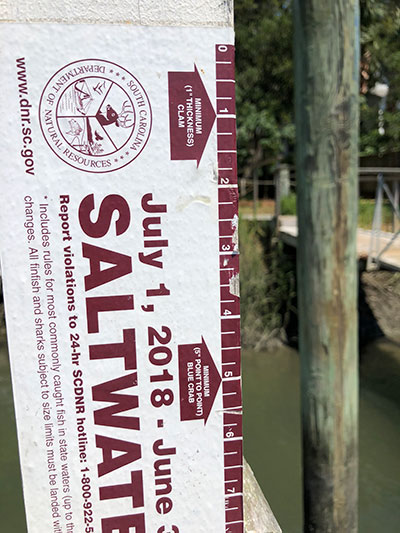 0 1 2 3 4 5 6 7
MINIMUM
(1" THICKNESS)
CLAM
MINIMUM
(5" POINT TO POINT)
BLUE CRAB
SOUTH CAROLINA
DEPARTMENT OF NATURAL RESOURCES
www.dnr.sc.gov
July 1, 2018 - June 3
SALTWATE
Report violations to 24-hr SCDNR hotline: 1-800-922-5
* Includes rules for most commonly caught fish in state waters (up to th
changes. All finfish and sharks subject to size limits must be landed wit